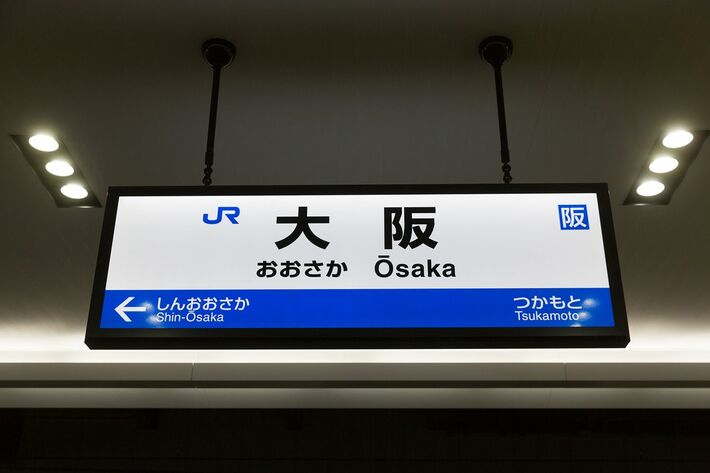 JR 大阪 阪
おおさか Ōsaka
← しんおおさか つかもと
Shin-Ōsaka Tsukamoto